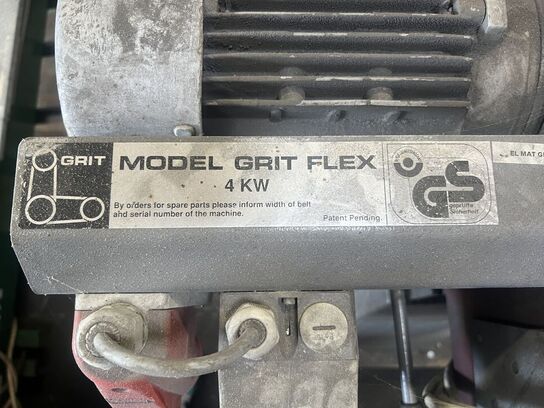 GRIT
MODEL GRIT FLEX
4 KW
By orders for spare parts please inform width of belt
and serial number of the machine.
Patent Pending.
GS
geprüfte
Sicherheit
EL MAT